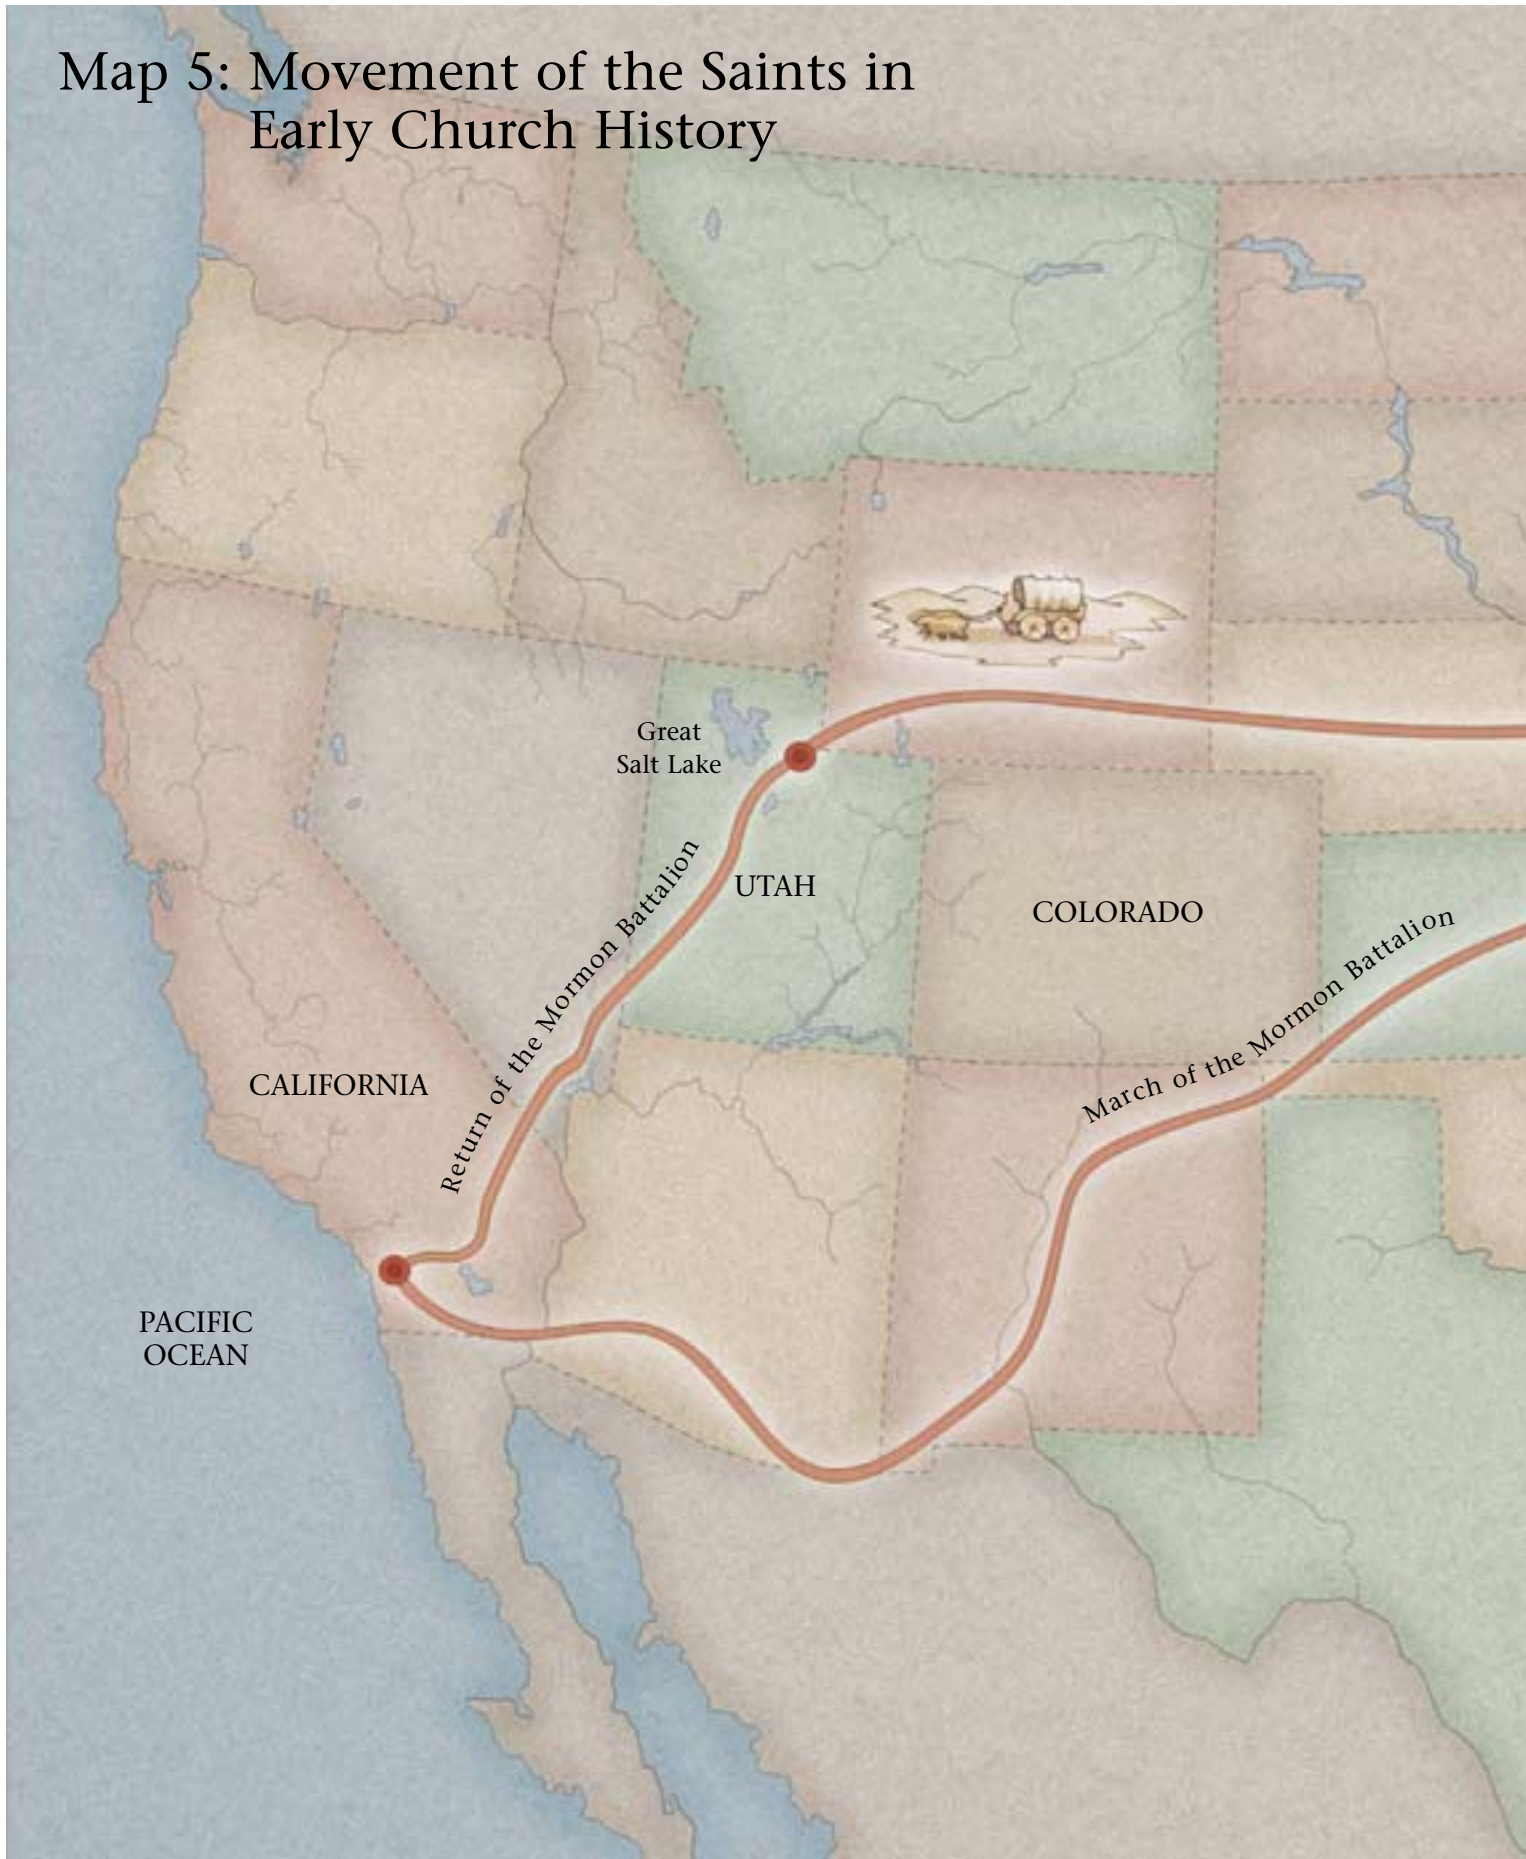 Map 5: Movement of the Saints in
Early Church History
Great
Salt Lake
UTAH
COLORADO
Return of the Mormon Battalion
March of the Mormon Battalion
CALIFORNIA
PACIFIC
OCEAN